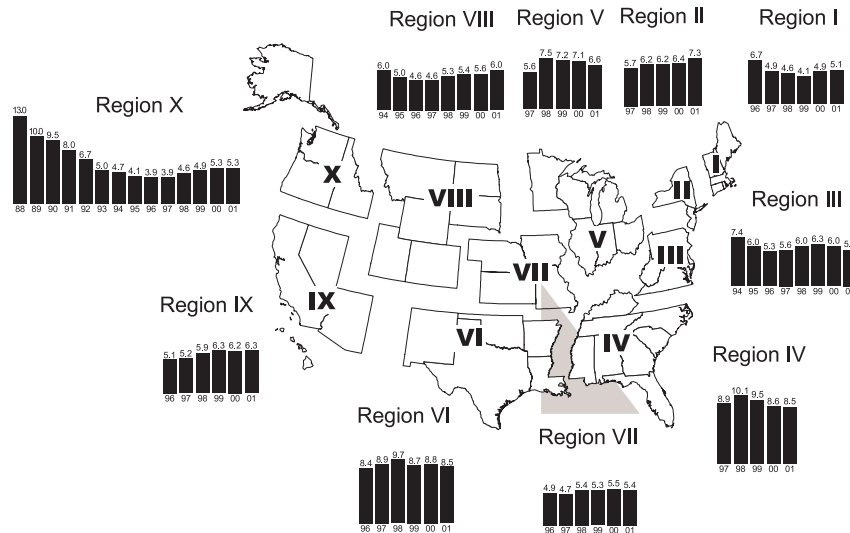 Region VIII
6.0 5.0 4.6 4.6 5.3 5.4 5.6 6.0
94 95 96 97 98 99 00 01
Region V
5.6 7.5 7.2 7.1 6.6
97 98 99 00 01
Region II
5.7 6.2 6.2 6.4 7.3
97 98 99 00 01
Region I
6.7 4.9 4.6 4.1 4.9 5.1
96 97 98 99 00 01
Region X
13.0 10.0 9.5 8.0 6.7 5.0 4.7 4.1 3.9 3.9 4.6 4.9 5.3 5.3
88 89 90 91 92 93 94 95 96 97 98 99 00 01
I
X
II
VIII
Region III
7.4 6.0 5.3 5.6 6.0 6.3 6.0
94 95 96 97 98 99 00
V
III
VII
Region IX
5.1 5.2 5.9 6.3 6.2 6.3
96 97 98 99 00 01
IX
VI
IV
Region IV
8.9 10.1 9.5 8.6 8.5
97 98 99 00 01
Region VI
8.4 8.9 9.7 8.7 8.8 8.5
96 97 98 99 00 01
Region VII
4.9 4.7 5.4 5.3 5.5 5.4
96 97 98 99 00 01